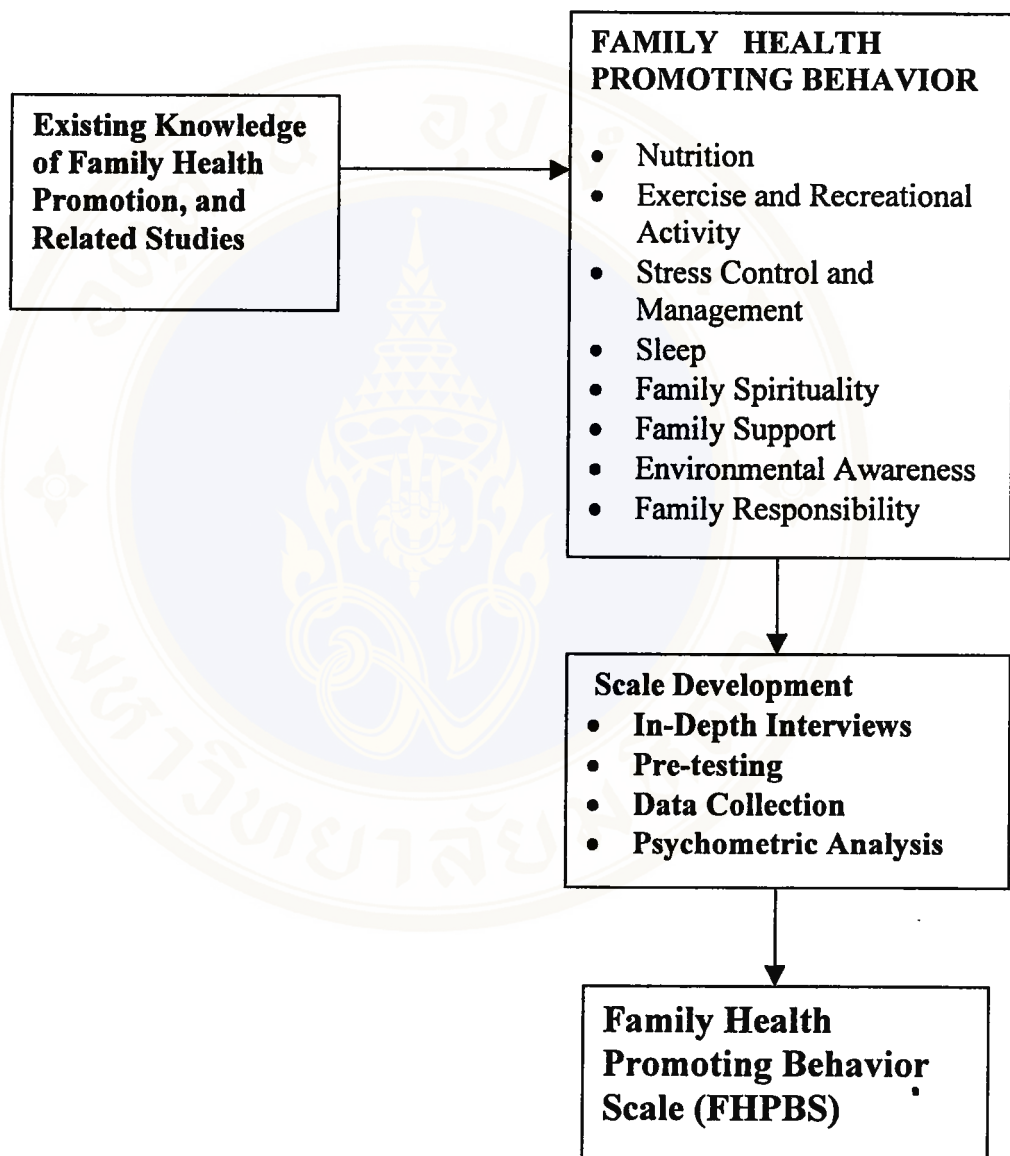 Existing Knowledge
of Family Health
Promotion, and
Related Studies
FAMILY HEALTH
PROMOTING BEHAVIOR
• Nutrition
• Exercise and Recreational
Activity
• Stress Control and
Management
• Sleep
• Family Spirituality
• Family Support
• Environmental Awareness
• Family Responsibility
Scale Development
• In-Depth Interviews
• Pre-testing
• Data Collection
• Psychometric Analysis
Family Health
Promoting Behavior
Scale (FHPBS)